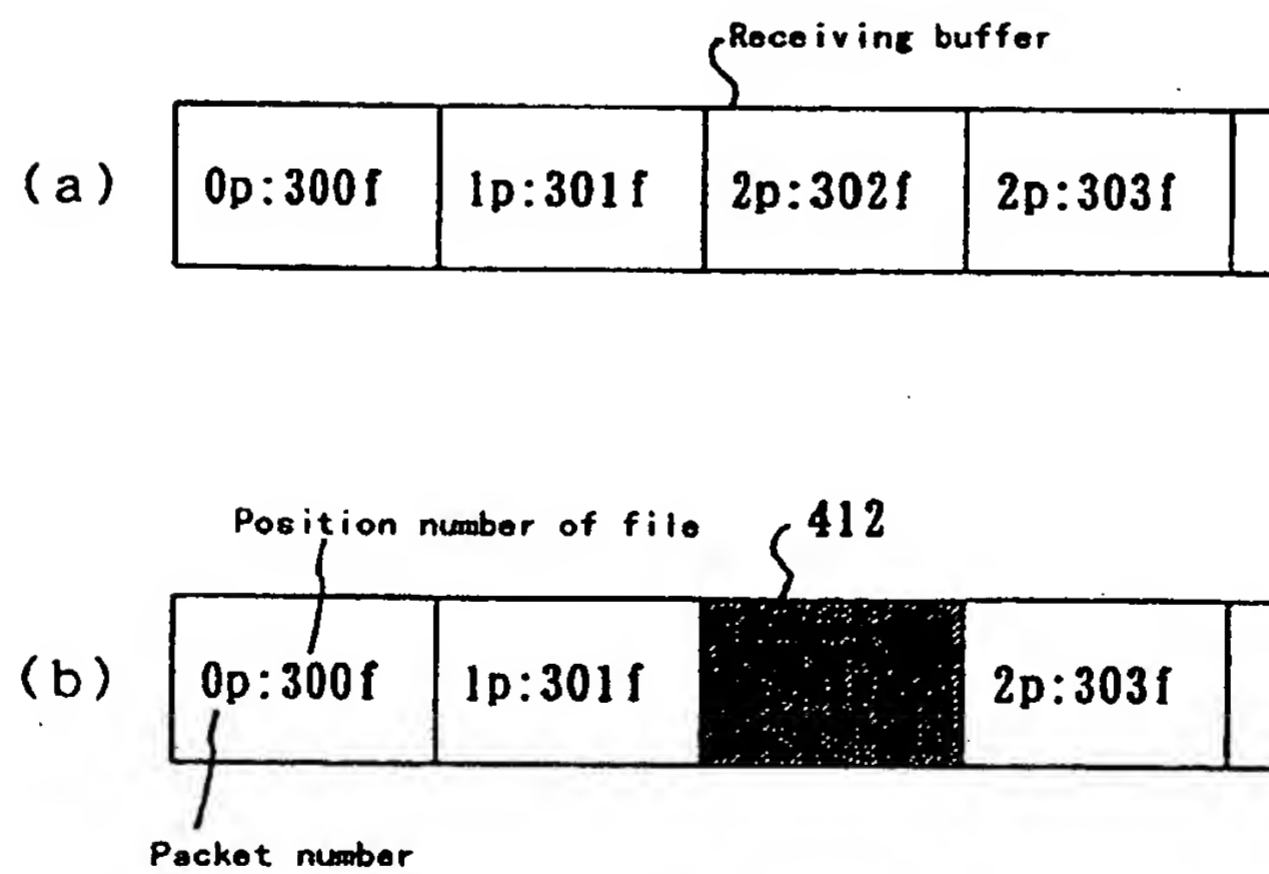 Receiving buffer
(a) 0p:300f 1p:301f 2p:302f 2p:303f
Position number of file 412
(b) 0p:300f 1p:301f 2p:303f
Packet number